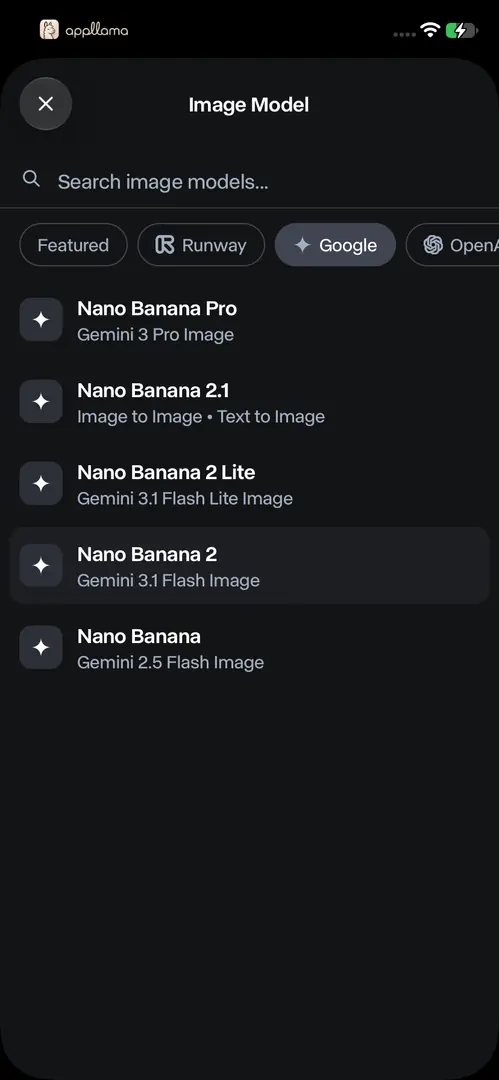 appllama
Image Model
Search image models...
Featured
Runway
Google
OpenA
Nano Banana Pro
Gemini 3 Pro Image
Nano Banana 2.1
Image to Image • Text to Image
Nano Banana 2 Lite
Gemini 3.1 Flash Lite Image
Nano Banana 2
Gemini 3.1 Flash Image
Nano Banana
Gemini 2.5 Flash Image